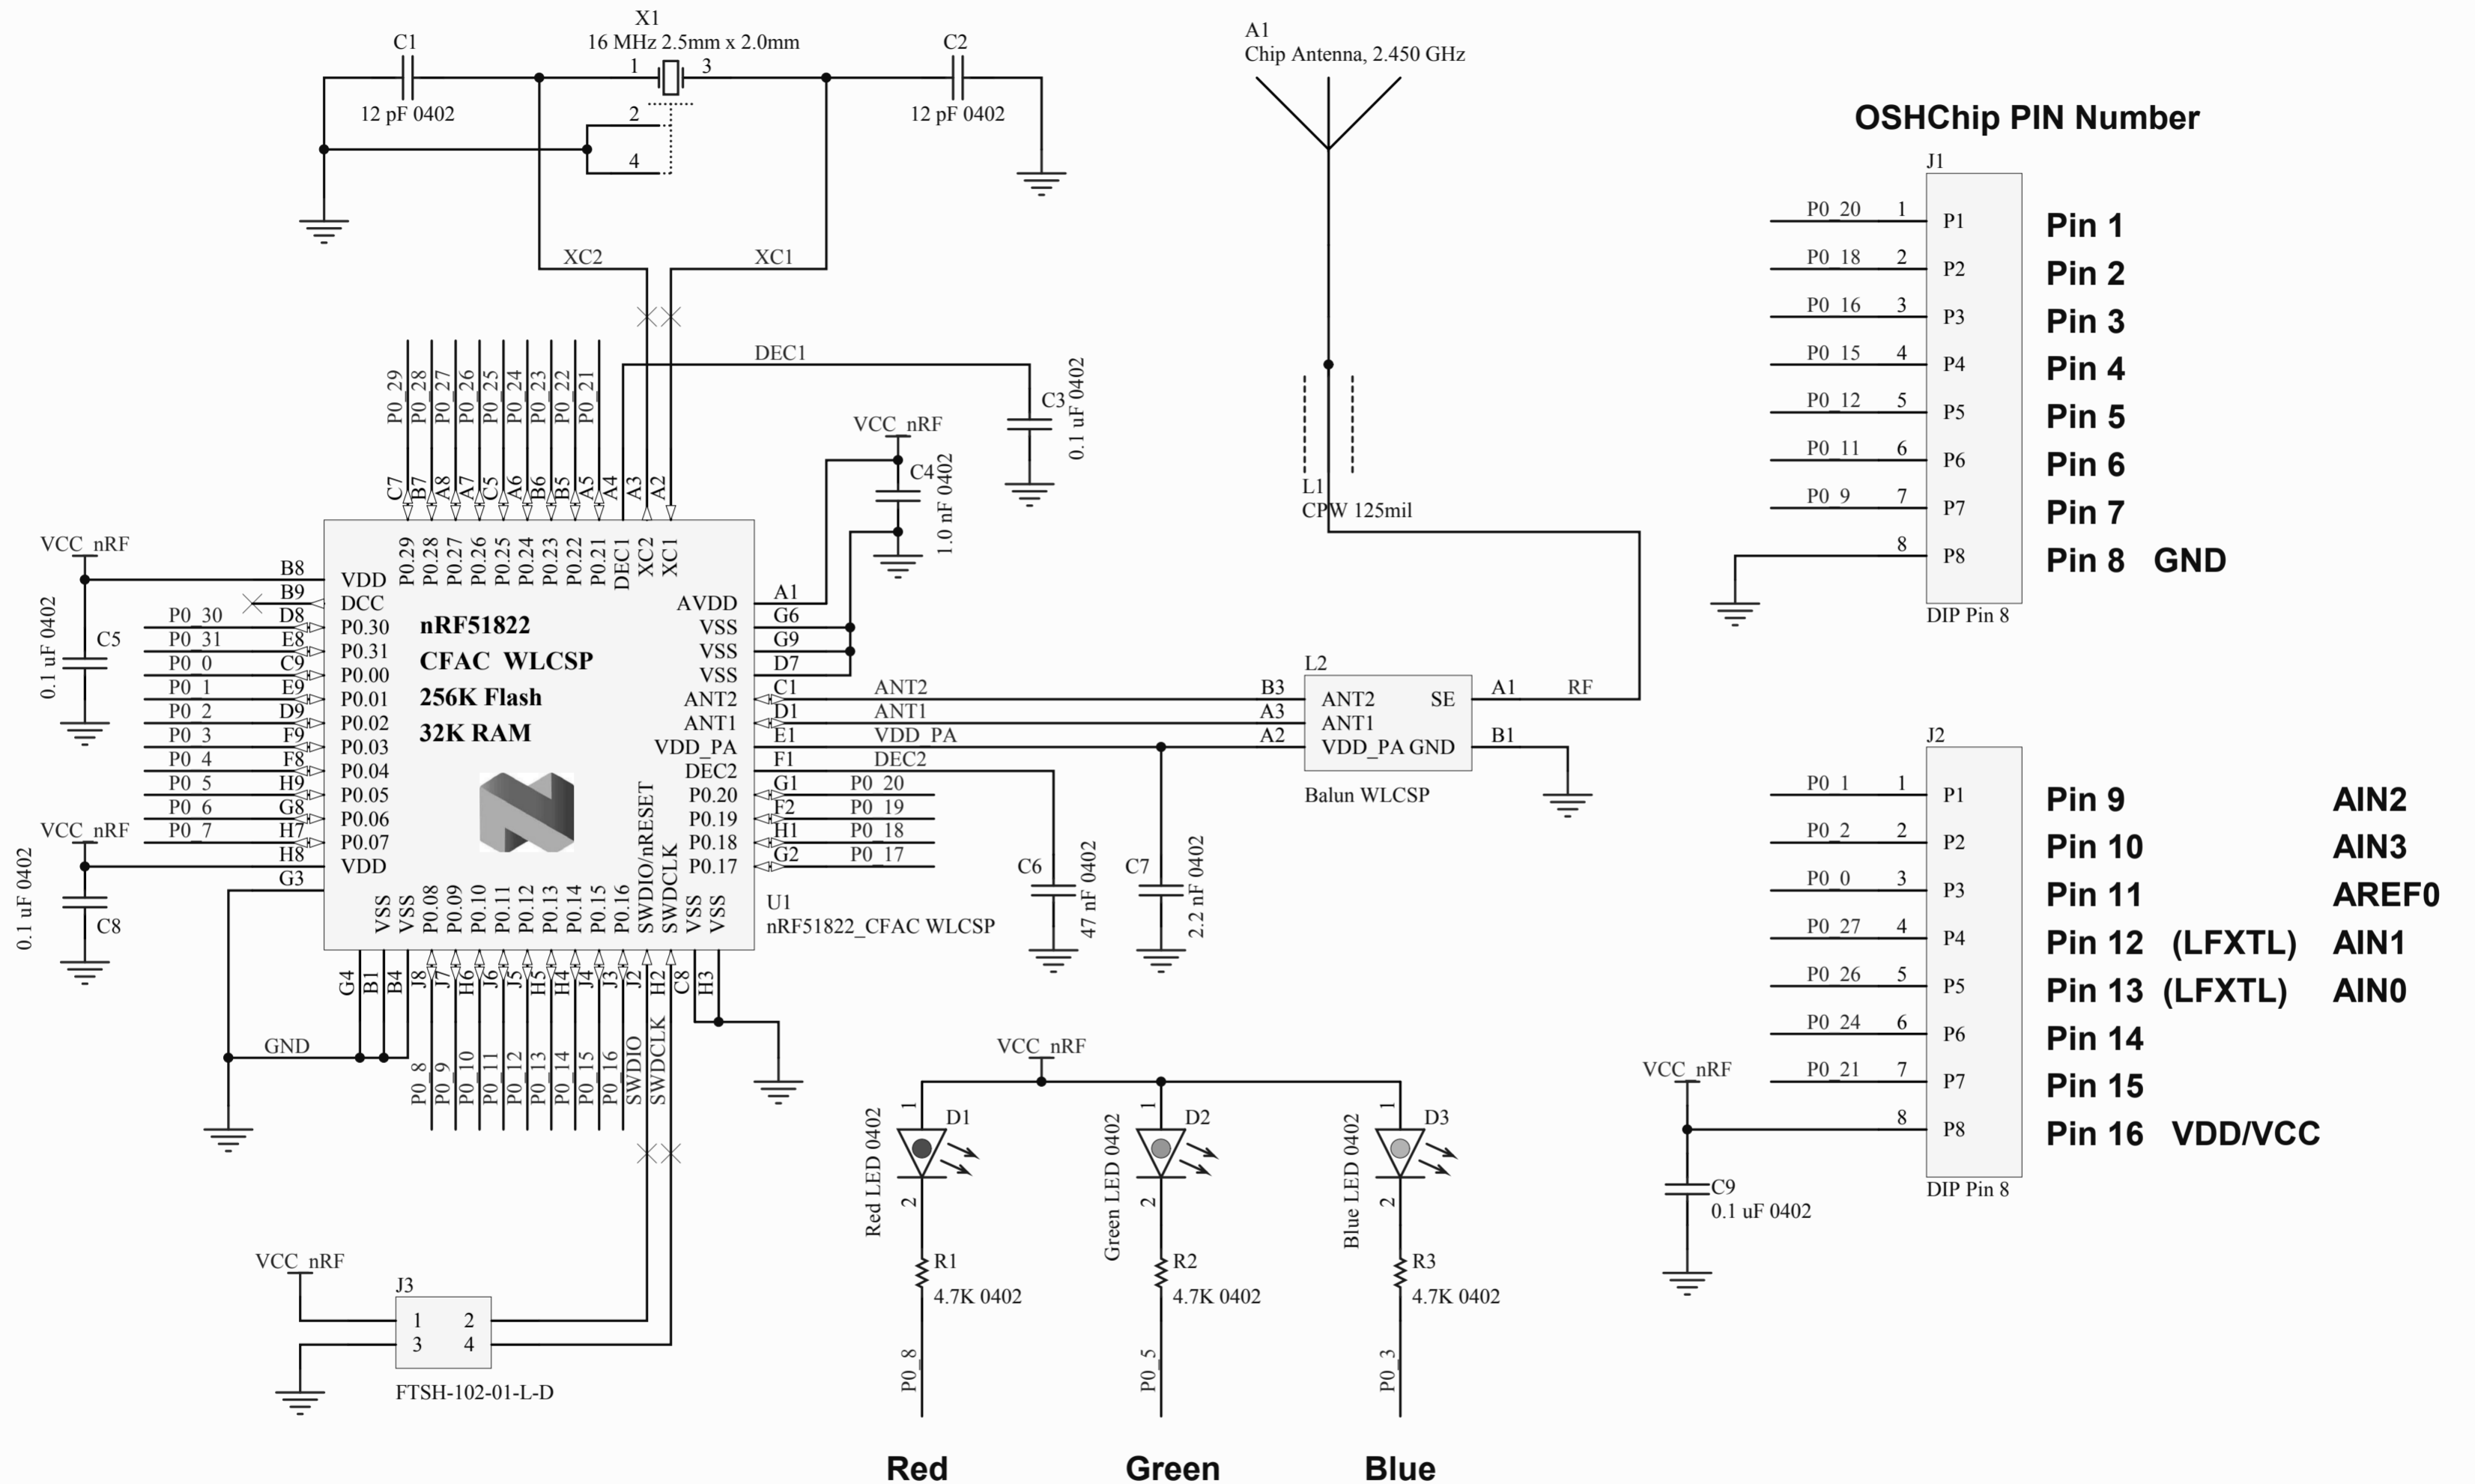 X1
16 MHz 2.5mm x 2.0mm
C1
12 pF 0402
1
3
2
4
C2
12 pF 0402
XC2
XC1
A1
Chip Antenna, 2.450 GHz
L1
CPW 125mil
DEC1
C3
0.1 uF 0402
VCC_nRF
C4
1.0 nF 0402
P0_29
P0_28
P0_27
P0_26
P0_25
P0_24
P0_23
P0_22
P0_21
C7
B7
A8
A7
C5
A6
B6
B5
A5
A4
A3
A2
P0.29
P0.28
P0.27
P0.26
P0.25
P0.24
P0.23
P0.22
P0.21
DEC1
XC2
XC1
VCC_nRF
C5
0.1 uF 0402
B8 VDD
B9 DCC
P0_30 D8 P0.30
P0_31 E8 P0.31
P0_0 C9 P0.00
P0_1 E9 P0.01
P0_2 D9 P0.02
P0_3 F9 P0.03
P0_4 F8 P0.04
P0_5 H9 P0.05
P0_6 G8 P0.06
P0_7 H7 P0.07
H8 VDD
G3
VCC_nRF
C8
0.1 uF 0402
nRF51822
CFAC WLCSP
256K Flash
32K RAM
AVDD A1
VSS G6
VSS G9
VSS D7
ANT2 C1 ANT2
ANT1 D1 ANT1
VDD_PA E1 VDD_PA
DEC2 F1 DEC2
P0.20 G1 P0_20
P0.19 F2 P0_19
P0.18 H1 P0_18
P0.17 G2 P0_17
U1
nRF51822_CFAC WLCSP
VSS
VSS
P0.08
P0.09
P0.10
P0.11
P0.12
P0.13
P0.14
P0.15
P0.16
SWDIO/nRESET
SWDCLK
VSS
VSS
G4
B1
B4
J8
J7
H6
J6
J5
H5
H4
J4
J3
J2
H2
C8
H3
GND
P0_8
P0_9
P0_10
P0_11
P0_12
P0_13
P0_14
P0_15
P0_16
SWDIO
SWDCLK
L2
B3 ANT2 SE A1 RF
A3 ANT1
A2 VDD_PA GND B1
Balun WLCSP
C6
47 nF 0402
C7
2.2 nF 0402
VCC_nRF
J3
1 2
3 4
FTSH-102-01-L-D
VCC_nRF
1
D1
Red LED 0402
2
R1
4.7K 0402
P0_8
Red
1
D2
Green LED 0402
2
R2
4.7K 0402
P0_5
Green
1
D3
Blue LED 0402
2
R3
4.7K 0402
P0_3
Blue
OSHChip PIN Number
J1
P0_20 1 P1 Pin 1
P0_18 2 P2 Pin 2
P0_16 3 P3 Pin 3
P0_15 4 P4 Pin 4
P0_12 5 P5 Pin 5
P0_11 6 P6 Pin 6
P0_9 7 P7 Pin 7
8 P8 Pin 8 GND
DIP Pin 8
J2
P0_1 1 P1 Pin 9 AIN2
P0_2 2 P2 Pin 10 AIN3
P0_0 3 P3 Pin 11 AREF0
P0_27 4 P4 Pin 12 (LFXTL) AIN1
P0_26 5 P5 Pin 13 (LFXTL) AIN0
P0_24 6 P6 Pin 14
P0_21 7 P7 Pin 15
8 P8 Pin 16 VDD/VCC
DIP Pin 8
VCC_nRF
C9
0.1 uF 0402